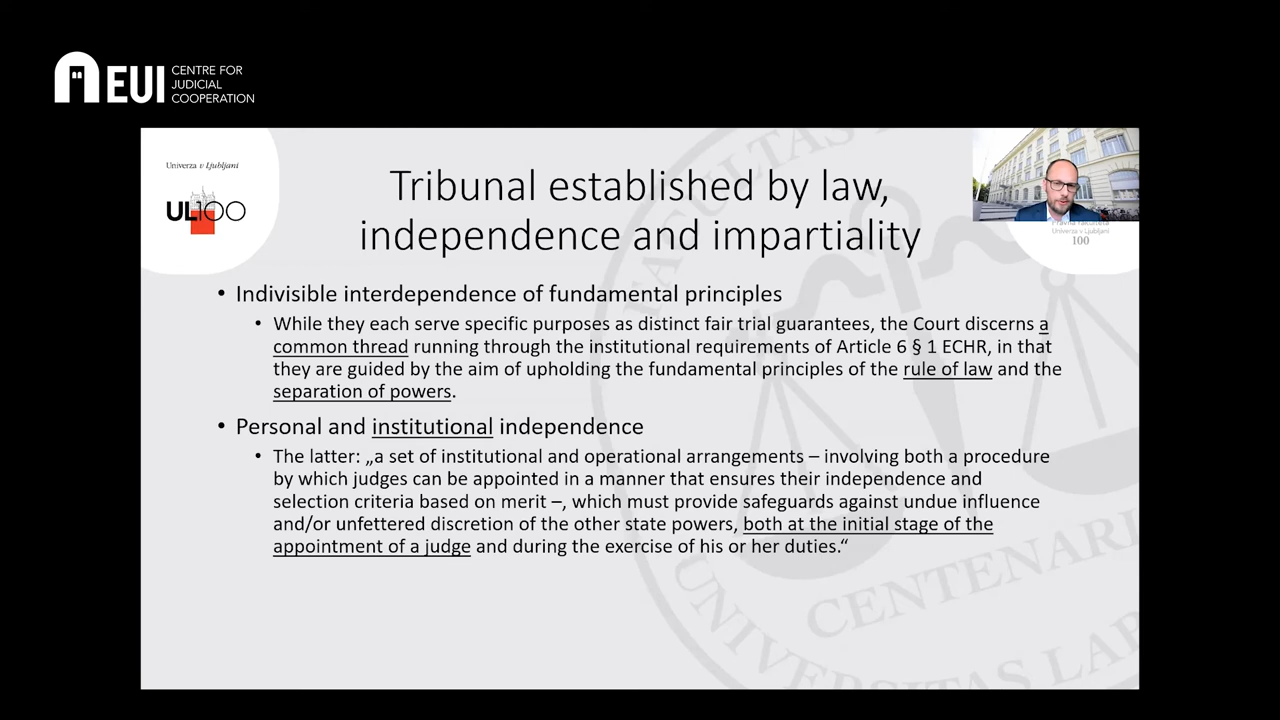 EUI
CENTRE FOR
JUDICIAL
COOPERATION
Univerza v Ljubljani
UL100
Tribunal established by law,
independence and impartiality
Pravna fakulteta
Univerza v Ljubljani
100
• Indivisible interdependence of fundamental principles
• While they each serve specific purposes as distinct fair trial guarantees, the Court discerns a
common thread running through the institutional requirements of Article 6 § 1 ECHR, in that
they are guided by the aim of upholding the fundamental principles of the rule of law and the
separation of powers.
• Personal and institutional independence
• The latter: „a set of institutional and operational arrangements – involving both a procedure
by which judges can be appointed in a manner that ensures their independence and
selection criteria based on merit –, which must provide safeguards against undue influence
and/or unfettered discretion of the other state powers, both at the initial stage of the
appointment of a judge and during the exercise of his or her duties.“